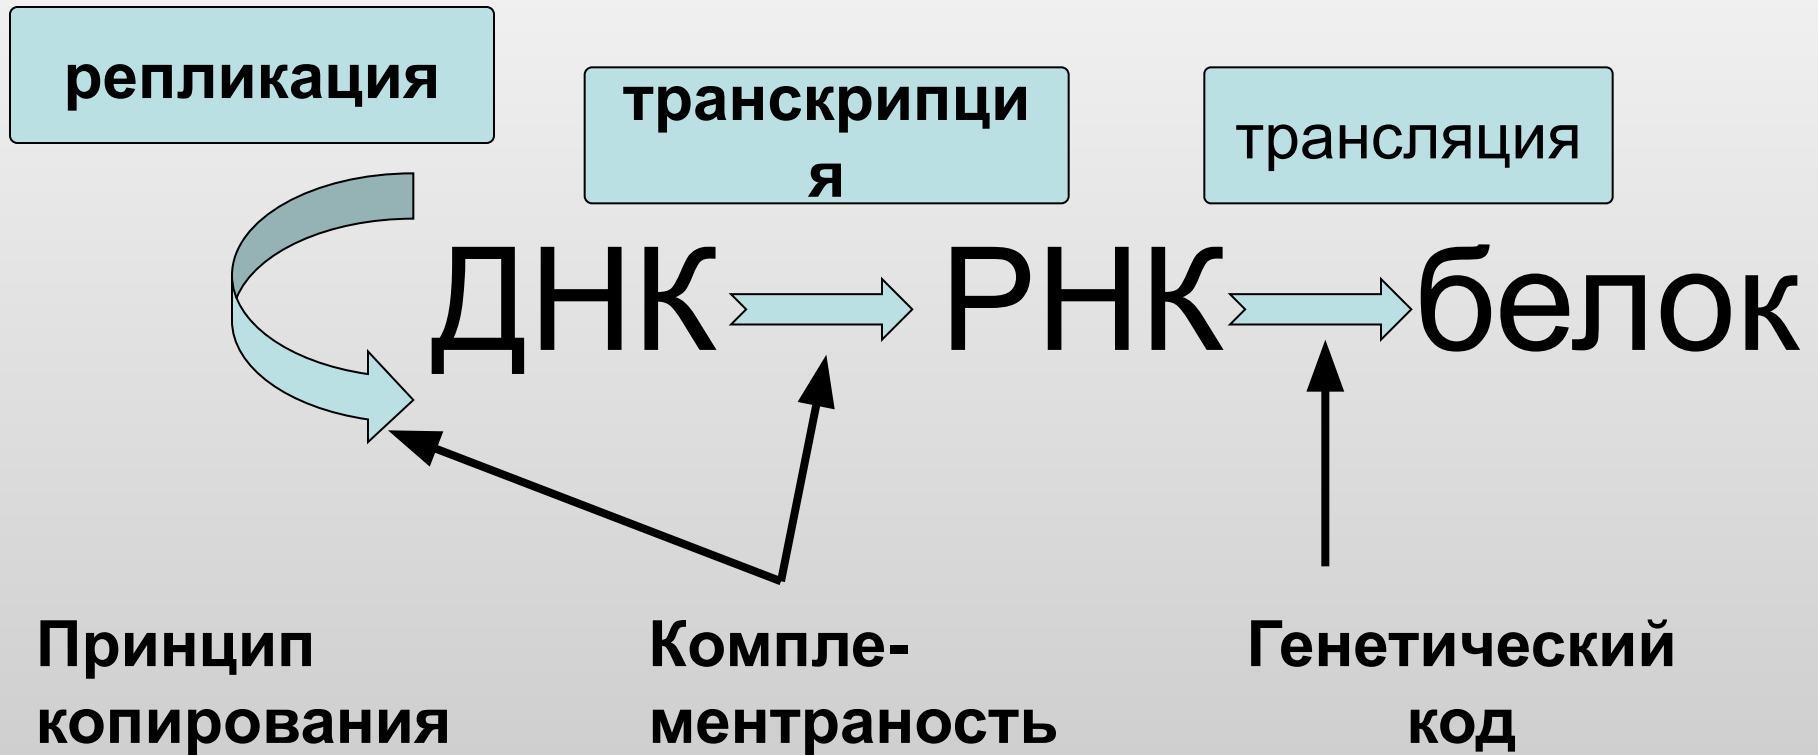 репликация
транскрипци
я
трансляция
ДНК РНК белок
Принцип
копирования
Компле-
ментраность
Генетический
код